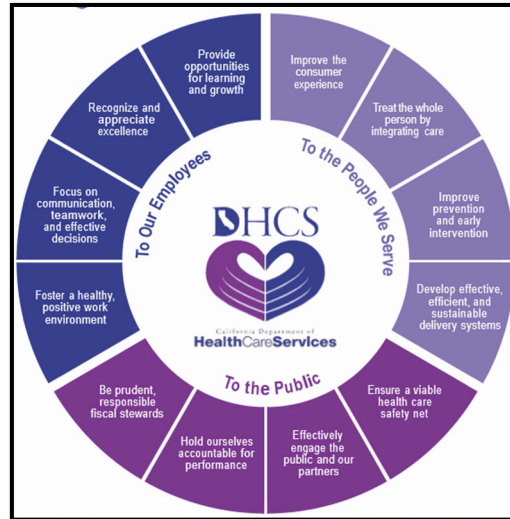 Provide
opportunities
for learning
and growth
Improve the
consumer
experience
Recognize and
appreciate
excellence
Treat the whole
person by
integrating care
Focus on
communication,
teamwork,
and effective
decisions
Improve
prevention
and early
intervention
Foster a healthy,
positive work
environment
Develop effective,
efficient, and
sustainable
delivery systems
Be prudent,
responsible
fiscal stewards
Ensure a viable
health care
safety net
Hold ourselves
accountable for
performance
Effectively
engage the
public and our
partners
To Our Employees
To the People We Serve
To the Public
DHCS
California Department of
HealthCareServices